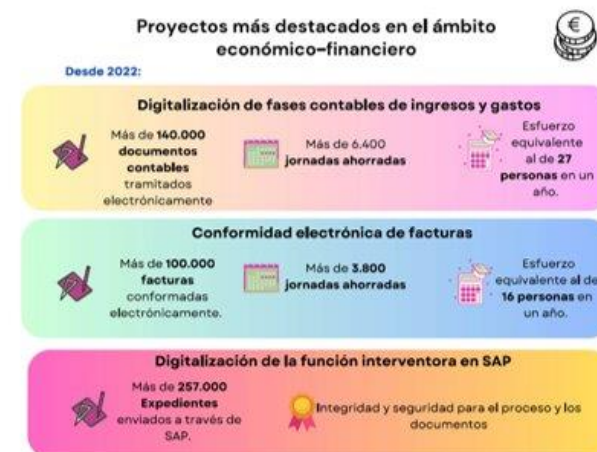 Proyectos más destacados en el ámbito
económico-financiero
€
Desde 2022:
Digitalización de fases contables de ingresos y gastos
Más de 140.000
documentos
contables
tramitados
electrónicamente
Más de 6.400
jornadas ahorradas
Esfuerzo
equivalente
al de 27
personas en un
año.
Conformidad electrónica de facturas
Más de 100.000
facturas
conformadas
electrónicamente.
Más de 3.800
jornadas ahorradas
Esfuerzo
equivalente al de
16 personas en
un año.
Digitalización de la función interventora en SAP
Más de 257.000
Expedientes
enviados a través de
SAP.
Integridad y seguridad para el proceso y los
documentos